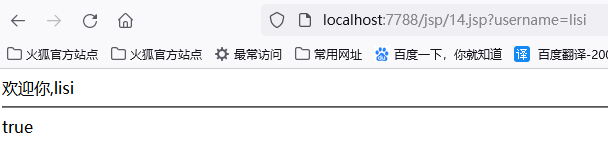 localhost:7788/jsp/14.jsp?username=lisi
火狐官方站点 火狐官方站点 最常访问 常用网址 百度一下，你就知道 译 百度翻译-200
欢迎你,lisi
true